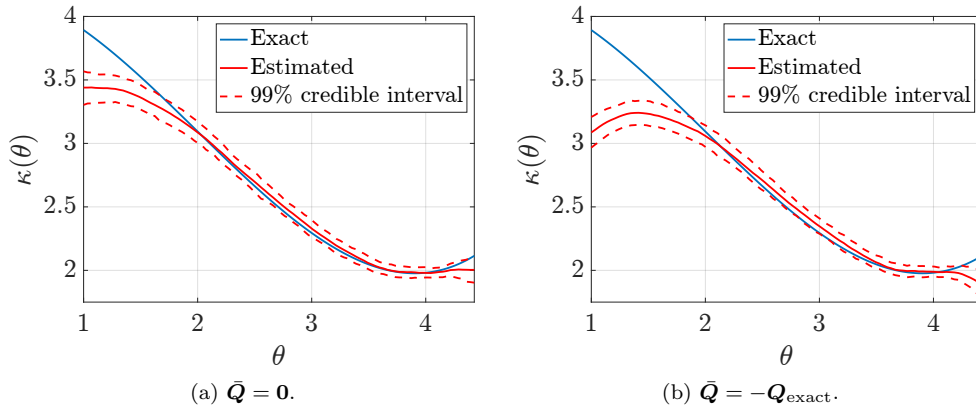 4
3.5
3
2.5
2
κ(θ)
Exact
Estimated
99% credible interval
1 2 3 4
θ
(a) Q̄ = 0.
4
3.5
3
2.5
2
κ(θ)
Exact
Estimated
99% credible interval
1 2 3 4
θ
(b) Q̄ = −Q_exact.